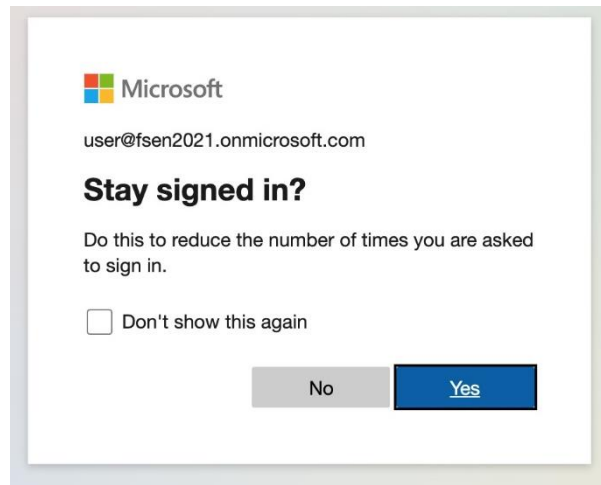 Microsoft
user@fsen2021.onmicrosoft.com
Stay signed in?
Do this to reduce the number of times you are asked
to sign in.
Don't show this again
No
Yes